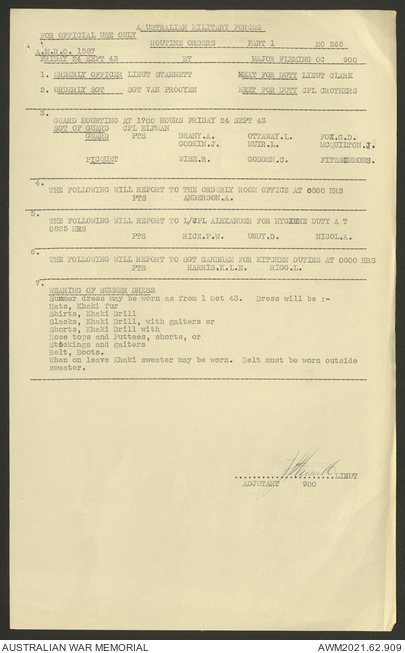 AUSTRALIAN MILITARY FORCES
FOR OFFICIAL USE ONLY
ROUTINE ORDERS PART 1 NO 265
A.M.R.O. 1587
FRIDAY 24 SEPT 43 BY MAJOR FLEMING OC 900
1. ORDERLY OFFICER LIEUT STARNETT NEXT FOR DUTY LIEUT CLARK
2. ORDERLY SGT SGT VAN PROOYEN NEXT FOR DUTY CPL CROTHERS
3.
GUARD MOUNTING AT 1700 HOURS FRIDAY 24 SEPT 43
SGT OF GUARD CPL HIFMAN
GUARD PTS DEANY.A. OTTAWAY.L. FOX.G.D.
GODKIN.J. MUIR.L. MCQUILTON.J.
PICQUET WISE.R. GODDEN.C. FITZSIMMONS.
4.
THE FOLLOWING WILL REPORT TO THE ORDERLY ROOM OFFICE AT 0800 HRS
PTS ANDERSON.A.
5.
THE FOLLOWING WILL REPORT TO L/CPL ALEXANDER FOR HYGIENE DUTY A T
0825 HRS
PTS RICE.P.W. UNDY.D. NICOL.A.
6.
THE FOLLOWING WILL REPORT TO SGT SANDHAM FOR KITCHEN DUTIES AT 0800 HRS
PTS HARRIS.K.L.R. RIGG.L.
7.
WEARING OF SUMMER DRESS
Summer dress may be worn as from 1 Oct 43. Dress will be :-
Hats, Khaki fur
Shirts, Khaki Drill
Slacks, Khaki Drill, with gaiters or
Shorts, Khaki Drill with
Hose tops and Puttees, shorts, or
Stockings and gaiters
Belt, Boots.
When on leave Khaki sweater may be worn. Belt must be worn outside
sweater.
LIEUT
ADJUTANT 900
AUSTRALIAN WAR MEMORIAL AWM2021.62.909